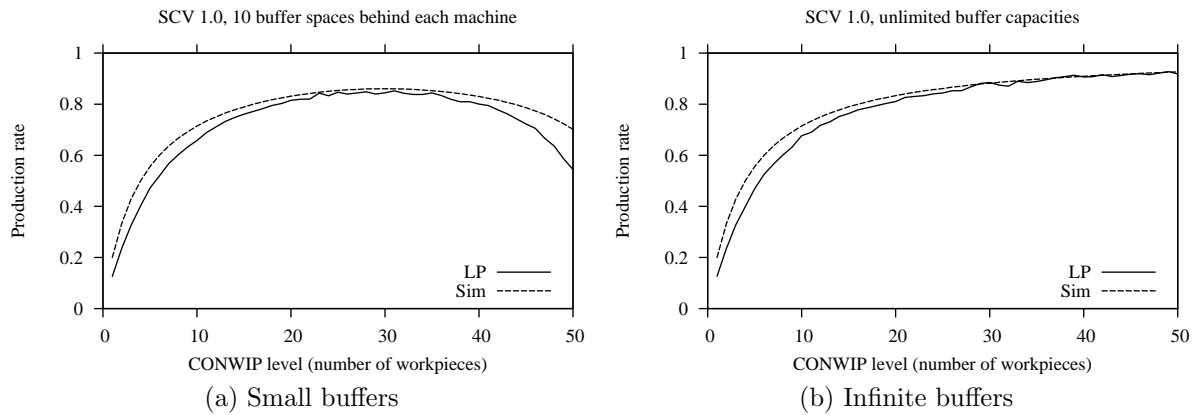 SCV 1.0, 10 buffer spaces behind each machine
1
0.8
0.6
0.4
0.2
0
Production rate
LP
Sim
0 10 20 30 40 50
CONWIP level (number of workpieces)
(a) Small buffers
SCV 1.0, unlimited buffer capacities
1
0.8
0.6
0.4
0.2
0
Production rate
LP
Sim
0 10 20 30 40 50
CONWIP level (number of workpieces)
(b) Infinite buffers